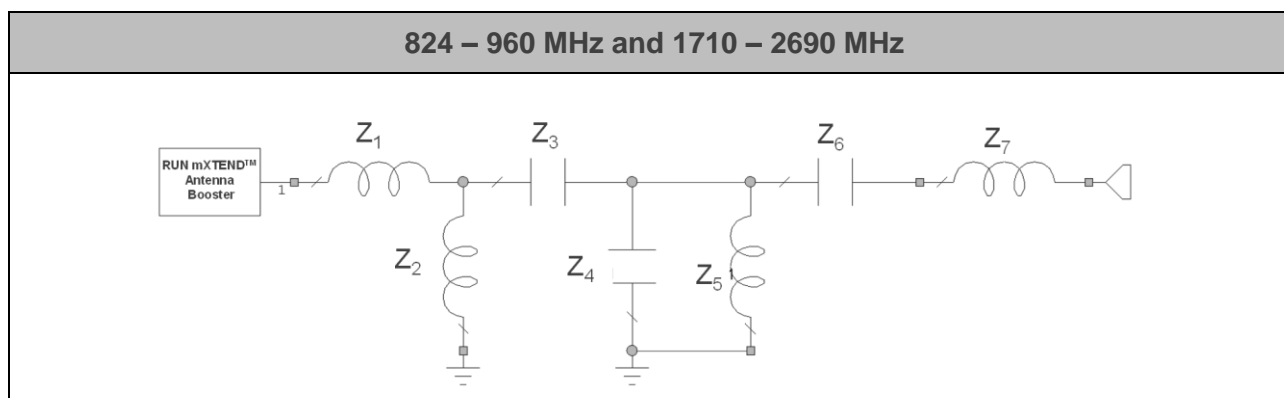 824 – 960 MHz and 1710 – 2690 MHz
Z1
Z3
Z6
Z7
RUN mXTEND™
Antenna
Booster
1
Z2
Z4
Z5 1